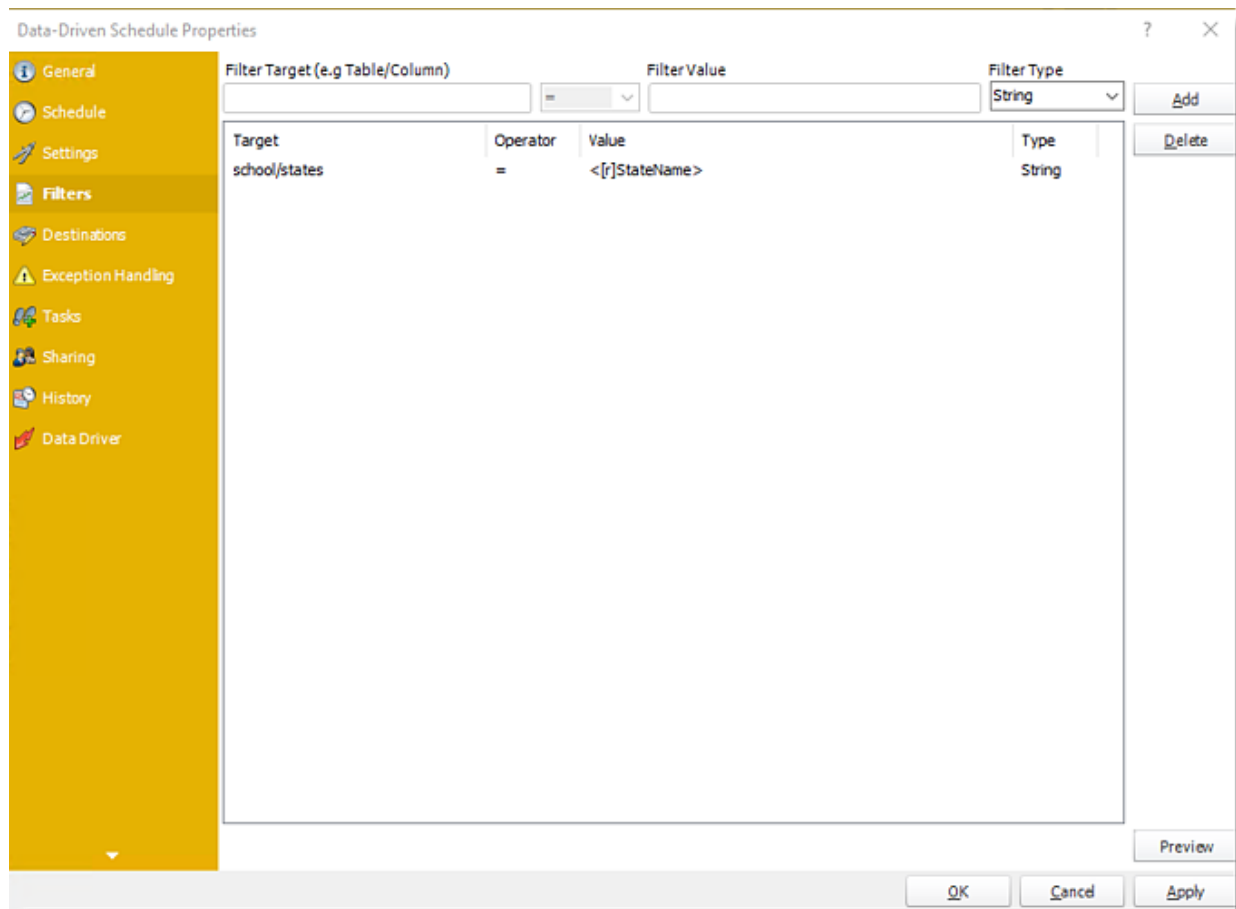 Data-Driven Schedule Properties ?
General
Schedule
Settings
Filters
Destinations
Exception Handling
Tasks
Sharing
History
Data Driver
Filter Target (e.g Table/Column) Filter Value Filter Type
= String Add
Target Operator Value Type Delete
school/states = <[r]StateName> String
Preview
OK Cancel Apply